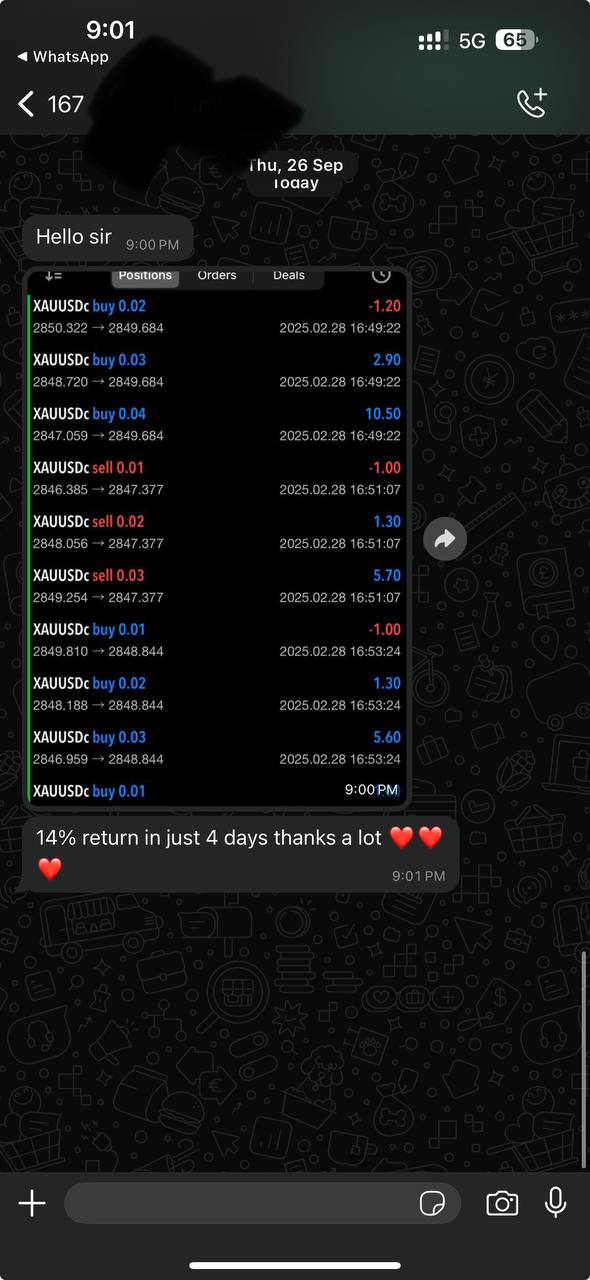 9:01
5G
65
WhatsApp
167
Thu, 26 Sep
Today
Hello sir
9:00 PM
Positions Orders Deals
XAUUSDc buy 0.02 -1.20
2850.322 → 2849.684 2025.02.28 16:49:22
XAUUSDc buy 0.03 2.90
2848.720 → 2849.684 2025.02.28 16:49:22
XAUUSDc buy 0.04 10.50
2847.059 → 2849.684 2025.02.28 16:49:22
XAUUSDc sell 0.01 -1.00
2846.385 → 2847.377 2025.02.28 16:51:07
XAUUSDc sell 0.02 1.30
2848.056 → 2847.377 2025.02.28 16:51:07
XAUUSDc sell 0.03 5.70
2849.254 → 2847.377 2025.02.28 16:51:07
XAUUSDc buy 0.01 -1.00
2849.810 → 2848.844 2025.02.28 16:53:24
XAUUSDc buy 0.02 1.30
2848.188 → 2848.844 2025.02.28 16:53:24
XAUUSDc buy 0.03 5.60
2846.959 → 2848.844 2025.02.28 16:53:24
XAUUSDc buy 0.01
9:00 PM
14% return in just 4 days thanks a lot ❤️❤️
❤️
9:01 PM